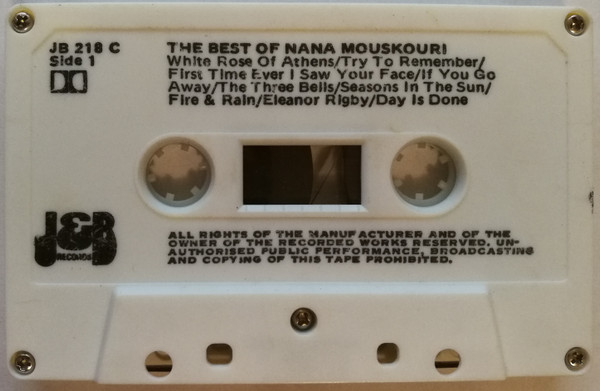 JB 218 C
Side 1
THE BEST OF NANA MOUSKOURI
White Rose Of Athens/Try To Remember/
First Time Ever I Saw Your Face/If You Go
Away/The Three Bells/Seasons In The Sun/
Fire & Rain/Eleanor Rigby/Day Is Done
J&B
RECORDS
ALL RIGHTS OF THE MANUFACTURER AND OF THE
OWNER OF THE RECORDED WORKS RESERVED. UN-
AUTHORISED PUBLIC PERFORMANCE, BROADCASTING
AND COPYING OF THIS TAPE PROHIBITED.